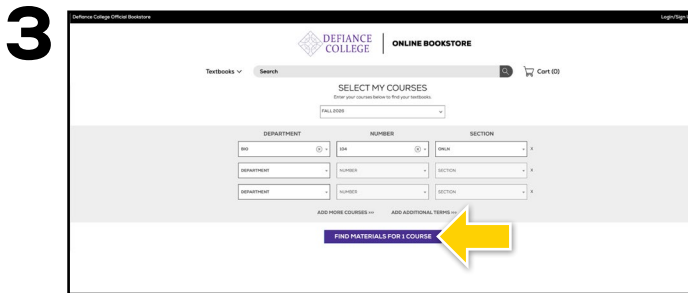 3
Defiance College Official Bookstore Login/Sign
DEFIANCE COLLEGE ONLINE BOOKSTORE
Textbooks Search Cart (0)
SELECT MY COURSES
Enter your courses below to find your textbooks.
FALL 2025
DEPARTMENT NUMBER SECTION
BIO x 134 x ONLN x
DEPARTMENT NUMBER SECTION x
DEPARTMENT NUMBER SECTION x
ADD MORE COURSES >>> ADD ADDITIONAL TERMS
FIND MATERIALS FOR 1 COURSE